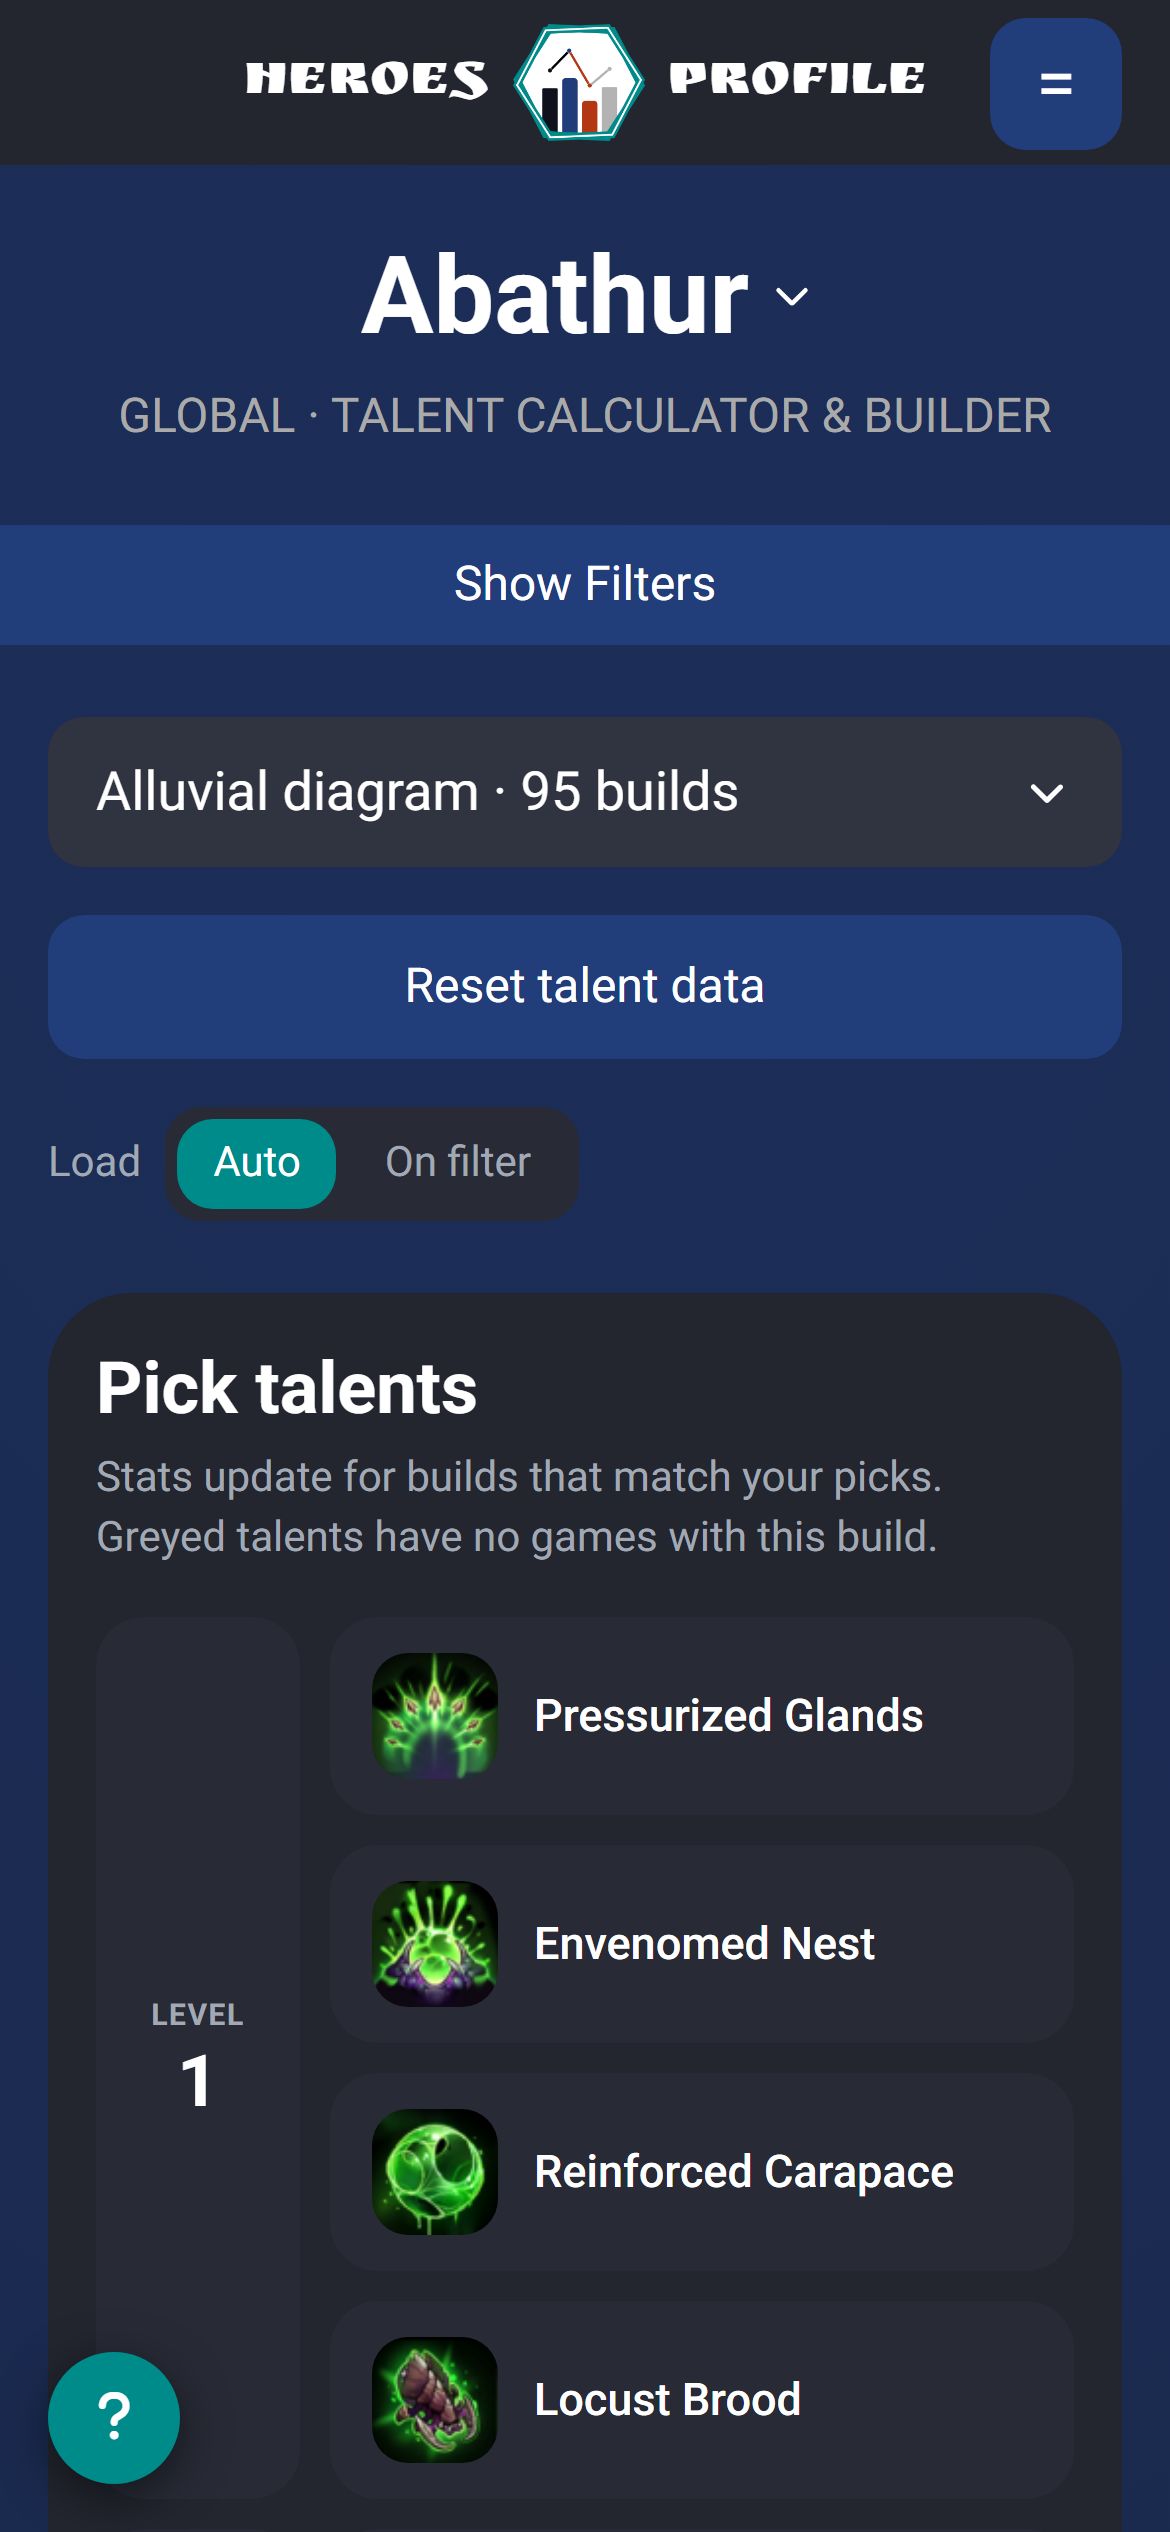 HEROES PROFILE
Abathur
GLOBAL · TALENT CALCULATOR & BUILDER
Show Filters
Alluvial diagram · 95 builds
Reset talent data
Load Auto On filter
Pick talents
Stats update for builds that match your picks.
Greyed talents have no games with this build.
LEVEL
1
Pressurized Glands
Envenomed Nest
Reinforced Carapace
Locust Brood
?